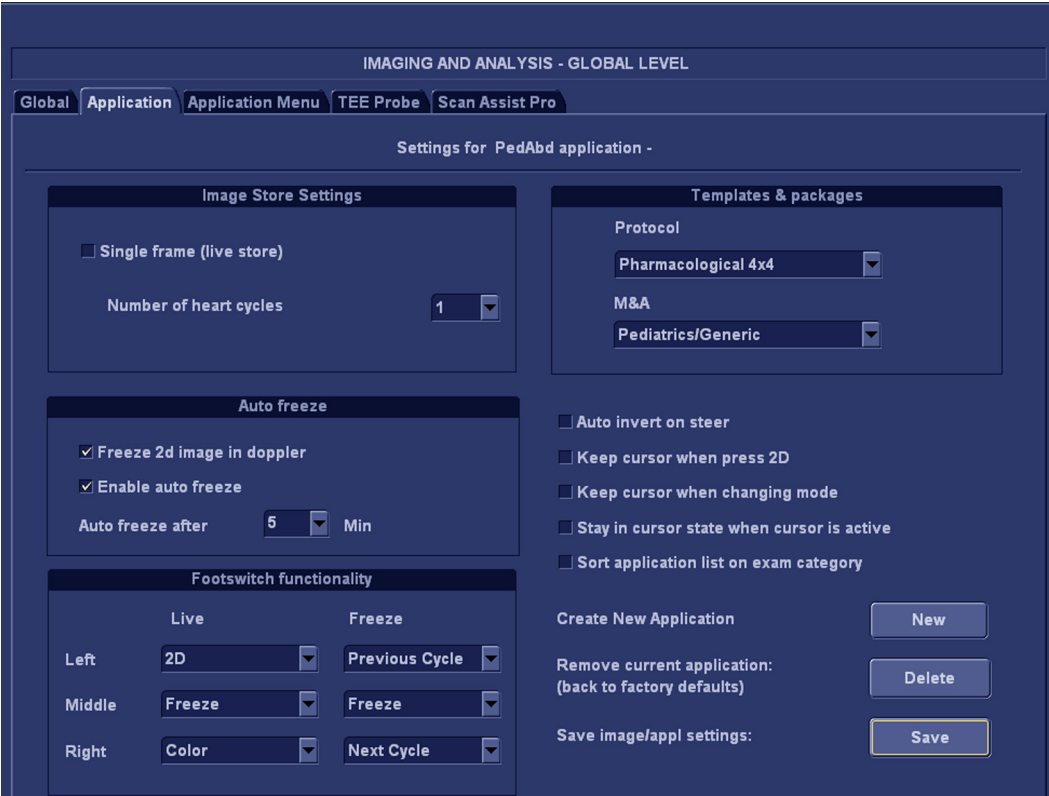 IMAGING AND ANALYSIS - GLOBAL LEVEL
Global Application Application Menu TEE Probe Scan Assist Pro
Settings for PedAbd application -
Image Store Settings
Single frame (live store)
Number of heart cycles 1
Templates & packages
Protocol
Pharmacological 4x4
M&A
Pediatrics/Generic
Auto freeze
Freeze 2d image in doppler
Enable auto freeze
Auto freeze after 5 Min
Auto invert on steer
Keep cursor when press 2D
Keep cursor when changing mode
Stay in cursor state when cursor is active
Sort application list on exam category
Footswitch functionality
Live Freeze
Left 2D Previous Cycle
Middle Freeze Freeze
Right Color Next Cycle
Create New Application New
Remove current application:
(back to factory defaults) Delete
Save image/appl settings: Save